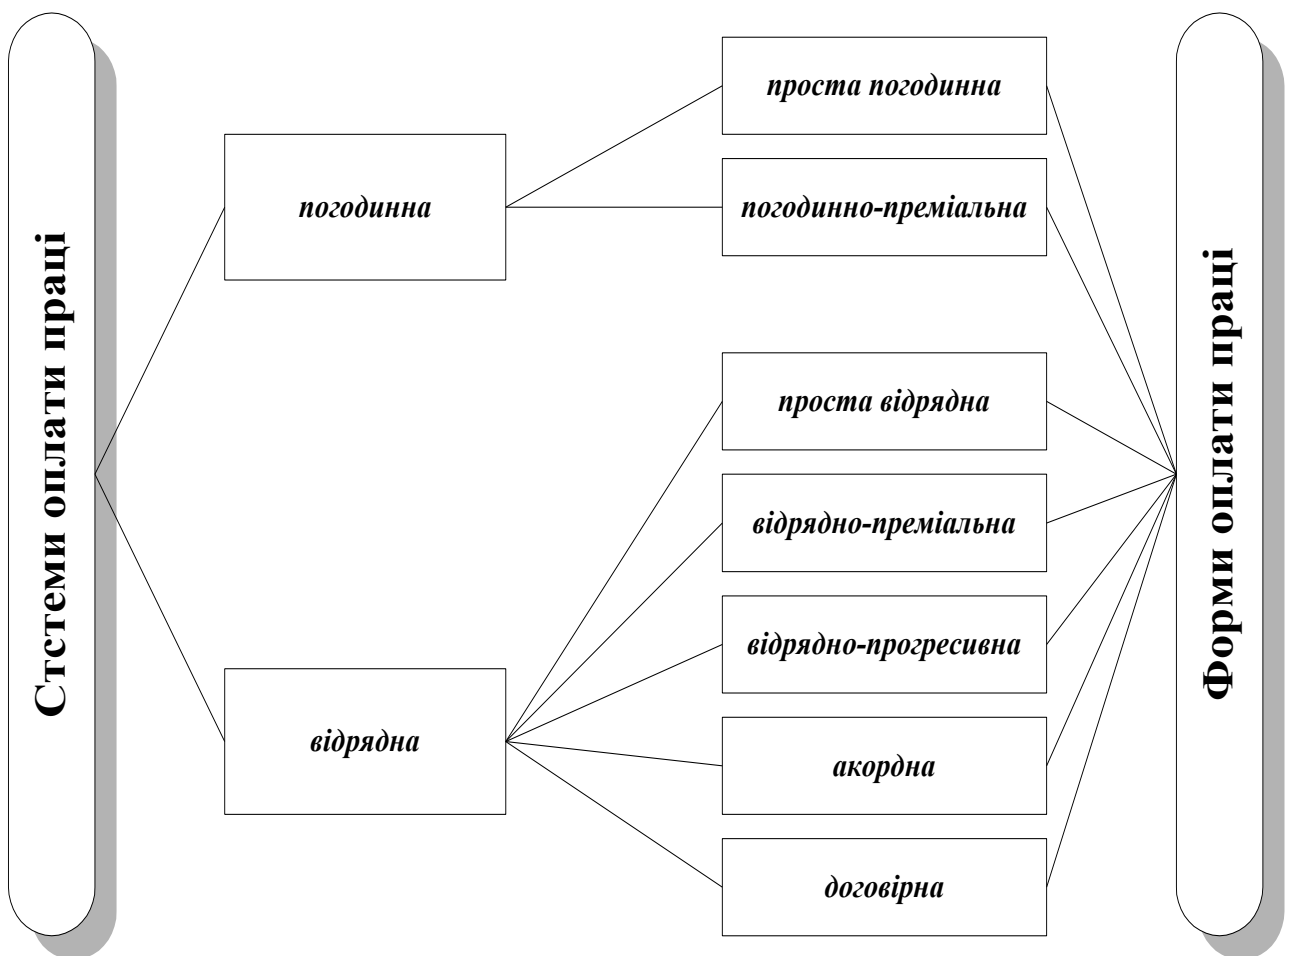 Стстеми оплати праці
погодинна
відрядна
проста погодинна
погодинно-преміальна
проста відрядна
відрядно-преміальна
відрядно-прогресивна
акордна
договірна
Форми оплати праці